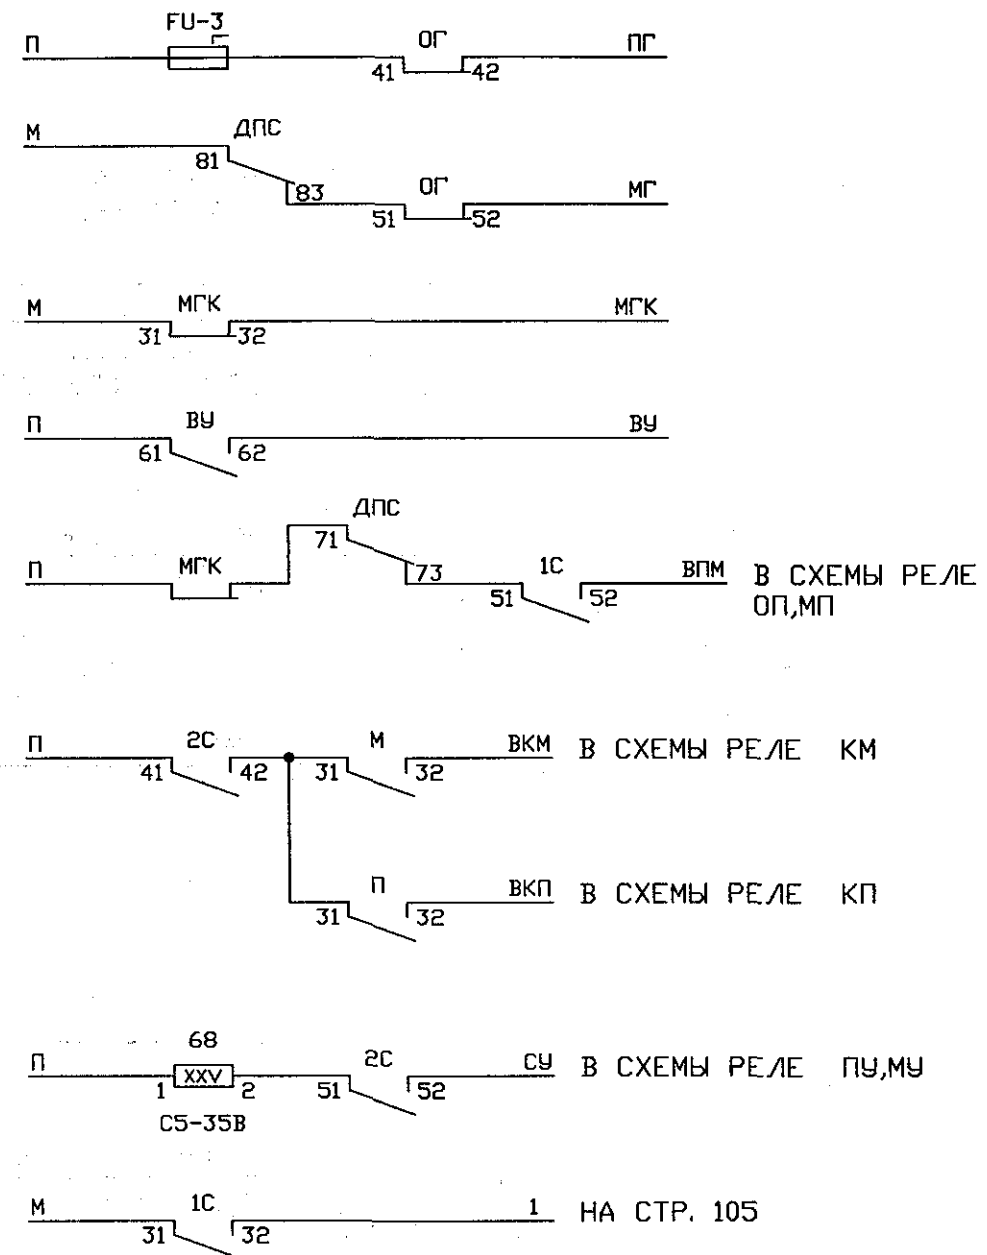 FU-3
П ОГ ПГ
41 42
М ДПС
81
83 ОГ МГ
51 52
М МГК МГК
31 32
П ВУ ВУ
61 62
ДПС
71
П МГК 73 1С ВПМ В СХЕМЫ РЕЛЕ
51 52 ОП,МП
П 2С М ВКМ В СХЕМЫ РЕЛЕ КМ
41 42 31 32
П ВКП В СХЕМЫ РЕЛЕ КП
31 32
68
П XXV 2С СУ В СХЕМЫ РЕЛЕ ПУ,МУ
1 2 51 52
С5-35В
М 1С 1 НА СТР. 105
31 32